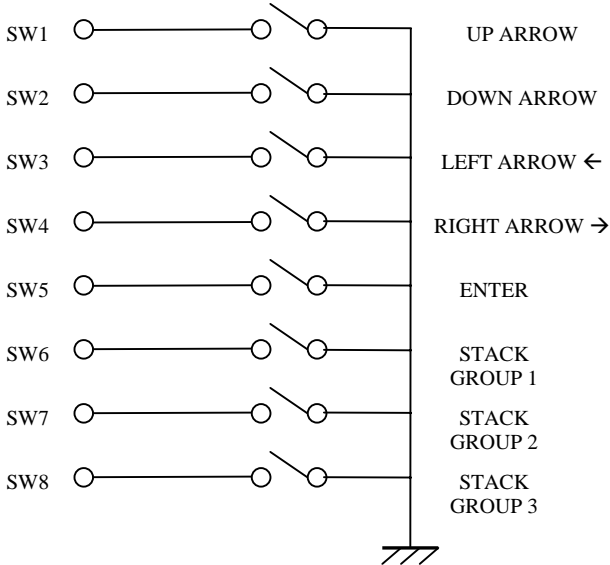 SW1 UP ARROW
SW2 DOWN ARROW
SW3 LEFT ARROW ←
SW4 RIGHT ARROW →
SW5 ENTER
SW6 STACK
GROUP 1
SW7 STACK
GROUP 2
SW8 STACK
GROUP 3